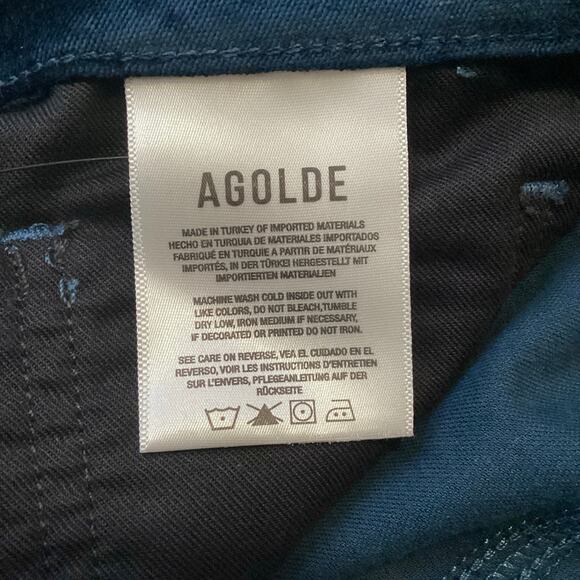 AGOLDE
MADE IN TURKEY OF IMPORTED MATERIALS
HECHO EN TURQUIA DE MATERIALES IMPORTADOS
FABRIQUÉ EN TURQUIE A PARTIR DE MATÉRIAUX
IMPORTÉS, IN DER TÜRKEI HERGESTELLT MIT
IMPORTIERTEN MATERIALIEN
MACHINE WASH COLD INSIDE OUT WITH
LIKE COLORS, DO NOT BLEACH,TUMBLE
DRY LOW, IRON MEDIUM IF NECESSARY,
IF DECORATED OR PRINTED DO NOT IRON.
SEE CARE ON REVERSE, VEA EL CUIDADO EN EL
REVERSO, VOIR LES INSTRUCTIONS D'ENTRETIEN
SUR L'ENVERS, PFLEGEANLEITUNG AUF DER
RÜCKSEITE